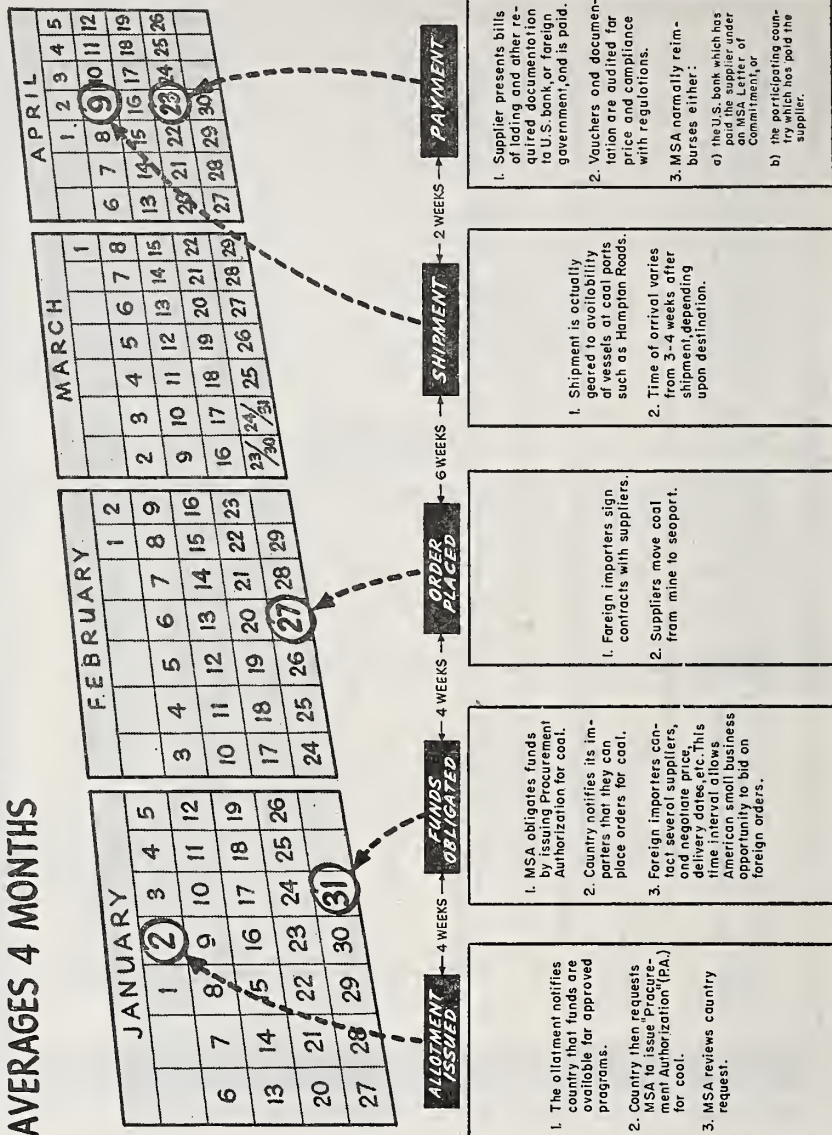 AVERAGES 4 MONTHS
JANUARY
1 2 3 4 5
6 7 8 9 10 11 12
13 14 15 16 17 18 19
20 21 22 23 24 25 26
27 28 29 30 31
FEBRUARY
1 2
3 4 5 6 7 8 9
10 11 12 13 14 15 16
17 18 19 20 21 22 23
24 25 26 27 28 29
MARCH
1
2 3 4 5 6 7 8
9 10 11 12 13 14 15
16 17 18 19 20 21 22
23/30 24/31 25 26 27 28 29
APRIL
1 2 3 4 5
6 7 8 9 10 11 12
13 14 15 16 17 18 19
20 21 22 23 24 25 26
27 28 29 30
ALLOTMENT
ISSUED
4 WEEKS
FUNDS
OBLIGATED
4 WEEKS
ORDER
PLACED
6 WEEKS
SHIPMENT
2 WEEKS
PAYMENT
1. The allotment notifies
country that funds are
available for approved
programs.
2. Country then requests
MSA to issue "Procure-
ment Authorization" (P.A.)
for coal.
3. MSA reviews country
request.
1. MSA obligates funds
by issuing Procurement
Authorization for coal.
2. Country notifies its im-
porters that they can
place orders for coal.
3. Foreign importers con-
tact several suppliers,
and negotiate price,
delivery dates, etc. This
time interval allows
American small business
opportunity to bid on
foreign orders.
1. Foreign importers sign
contracts with suppliers.
2. Suppliers move coal
from mine to seaport.
1. Shipment is actually
geared to availability
of vessels at coal ports
such as Hampton Roads.
2. Time of arrival varies
from 3-4 weeks after
shipment, depending
upon destination.
1. Supplier presents bills
of lading and other re-
quired documentation
to U.S. bank, or foreign
government, and is paid.
2. Vouchers and documen-
tation are audited for
price and compliance
with regulations.
3. MSA normally reim-
burses either:
a) the U.S. bank which has
paid the supplier under
an MSA Letter of
Commitment, or
b) the participating coun-
try which has paid the
supplier.